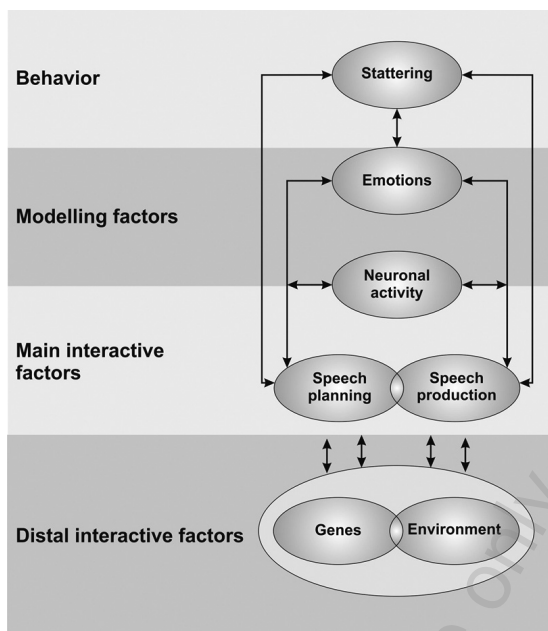 Behavior
Stattering
Emotions
Modelling factors
Neuronal
activity
Main interactive
factors
Speech
planning
Speech
production
Distal interactive factors
Genes
Environment
only